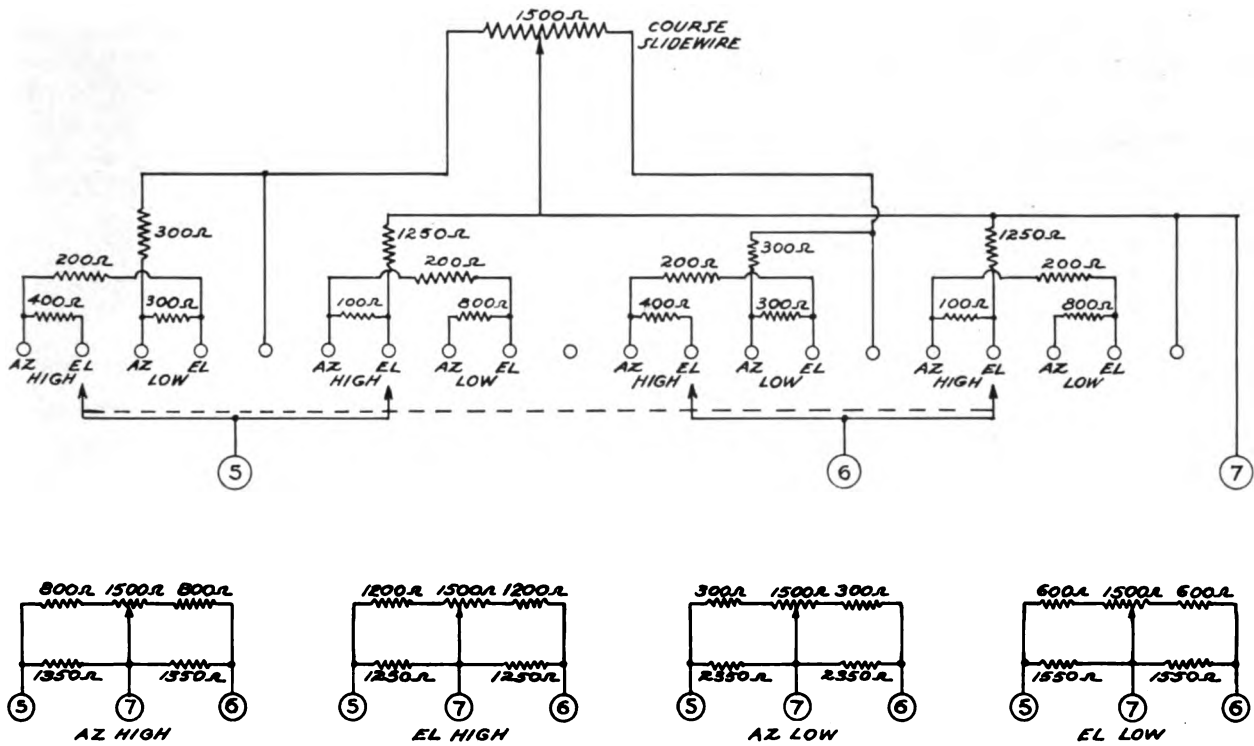 1500Ω
COURSE
SLIDEWIRE
300Ω
1250Ω
300Ω
1250Ω
200Ω
200Ω
200Ω
200Ω
400Ω
300Ω
100Ω
800Ω
400Ω
300Ω
100Ω
800Ω
AZ EL AZ EL AZ EL AZ EL AZ EL AZ EL AZ EL AZ EL
HIGH LOW HIGH LOW HIGH LOW HIGH LOW
5 6 7
800Ω 1500Ω 800Ω
1350Ω 1350Ω
5 7 6
AZ HIGH
1200Ω 1500Ω 1200Ω
1250Ω 1250Ω
5 7 6
EL HIGH
300Ω 1500Ω 300Ω
2350Ω 2350Ω
5 7 6
AZ LOW
600Ω 1500Ω 600Ω
1550Ω 1550Ω
5 7 6
EL LOW